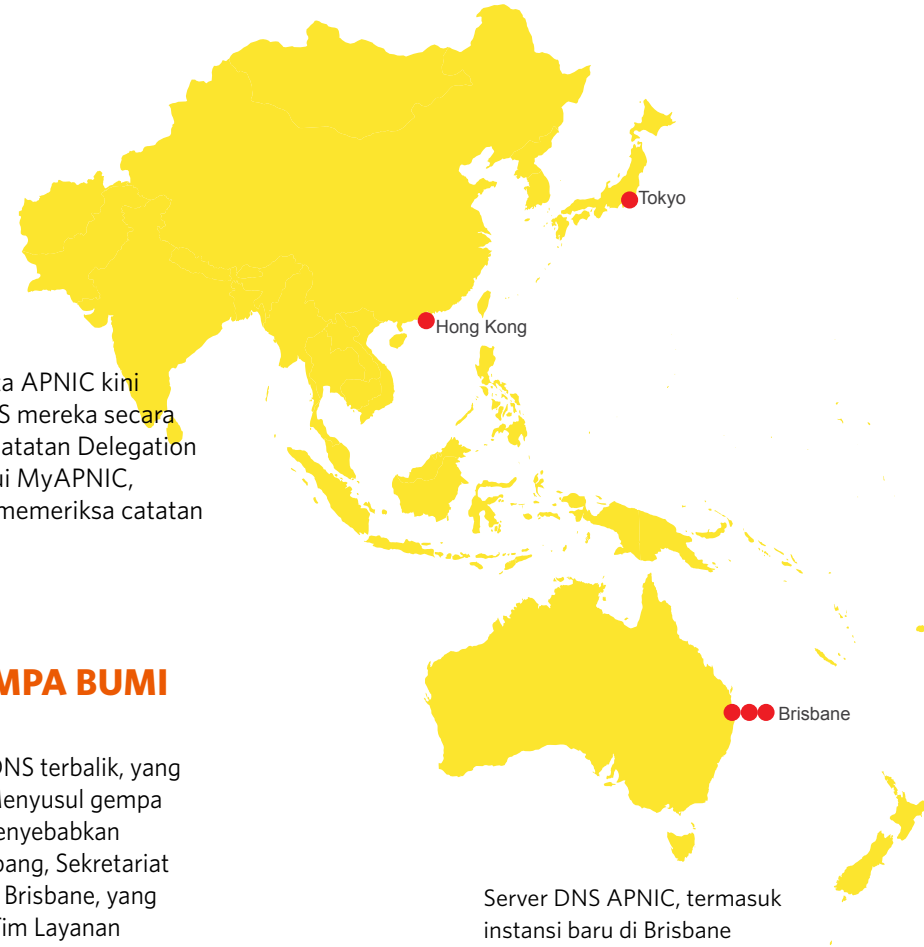 Tokyo
Hong Kong
a APNIC kini
S mereka secara
atatan Delegation
ui MyAPNIC,
memeriksa catatan
MPA BUMI
Brisbane
DNS terbalik, yang
Menyusul gempa
enyebabkan
pang, Sekretariat
Brisbane, yang
Tim Layanan
Server DNS APNIC, termasuk
instansi baru di Brisbane